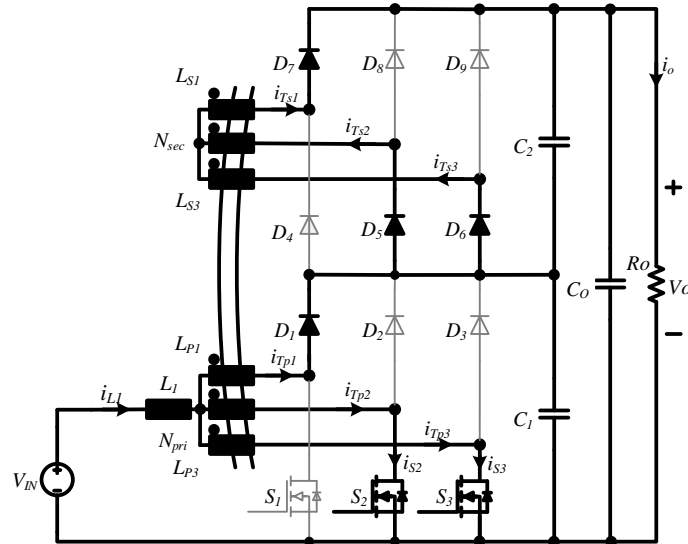 D7 D8 D9 io
LS1 iTs1
iTs2
Nsec C2
iTs3
LS3 +
D4 D5 D6
Ro
CO VO
D1 D2 D3
LP1 −
iTp1
iL1 L1 iTp2
C1
Npri iTp3
LP3 iS2 iS3
VIN + −
S1 S2 S3